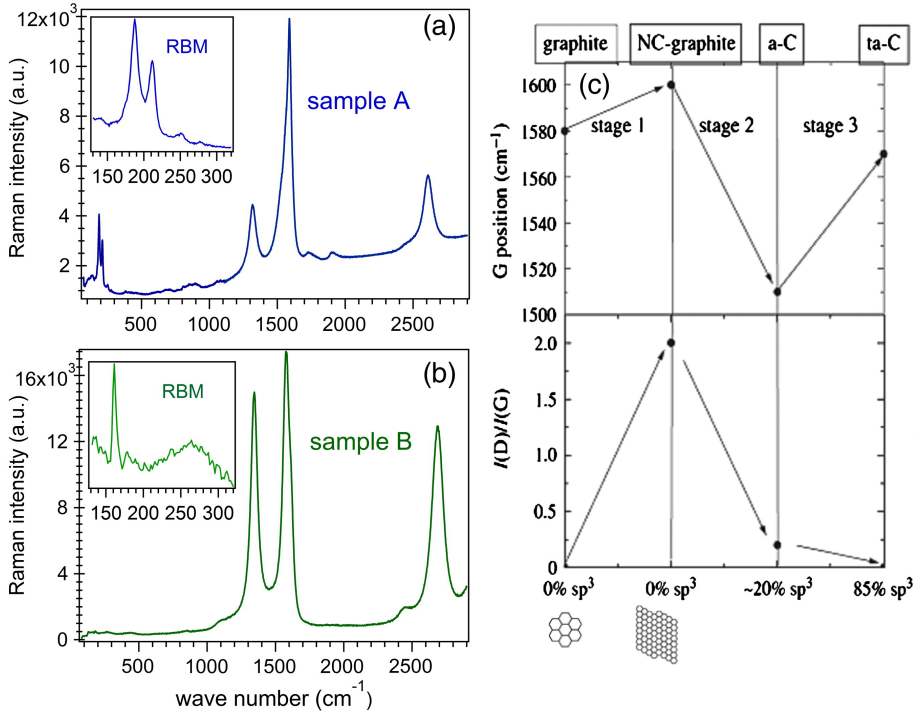 12x10³
10
8
6
4
2
Raman intensity (a.u.)
(a)
RBM
150 200 250 300
sample A
500 1000 1500 2000 2500
16x10³
12
8
4
0
Raman intensity (a.u.)
(b)
RBM
150 200 250 300
sample B
500 1000 1500 2000 2500
wave number (cm⁻¹)
graphite NC-graphite a-C ta-C
(c)
1600
1580
1560
1540
1520
1510
1500
G position (cm⁻¹)
stage 1 stage 2 stage 3
2.0
1.5
1.0
0.5
0
I(D)/I(G)
0% sp³ 0% sp³ ~20% sp³ 85% sp³